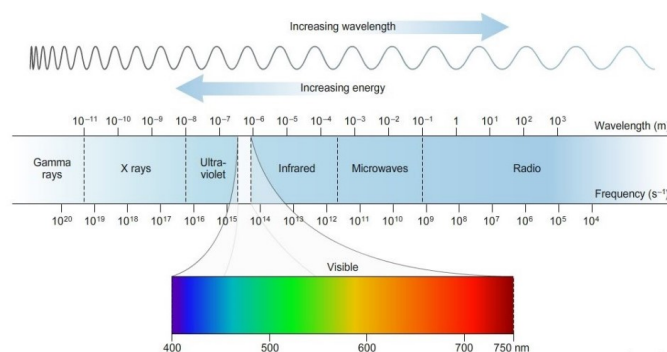 Increasing wavelength
Increasing energy
10⁻¹¹ 10⁻¹⁰ 10⁻⁹ 10⁻⁸ 10⁻⁷ 10⁻⁶ 10⁻⁵ 10⁻⁴ 10⁻³ 10⁻² 10⁻¹ 1 10¹ 10² 10³ Wavelength (m
Gamma rays X rays Ultra-violet Infrared Microwaves Radio
Frequency (s⁻¹)
10²⁰ 10¹⁹ 10¹⁸ 10¹⁷ 10¹⁶ 10¹⁵ 10¹⁴ 10¹³ 10¹² 10¹¹ 10¹⁰ 10⁹ 10⁸ 10⁷ 10⁶ 10⁵ 10⁴
Visible
400 500 600 700 750 nm